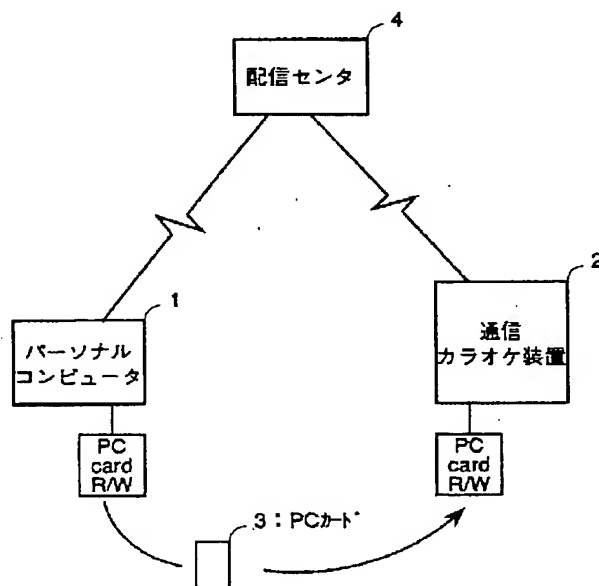 4
配信センタ
1
パーソナル
コンピュータ
2
通信
カラオケ装置
PC
card
R/W
PC
card
R/W
3：PCｶｰﾄﾞ